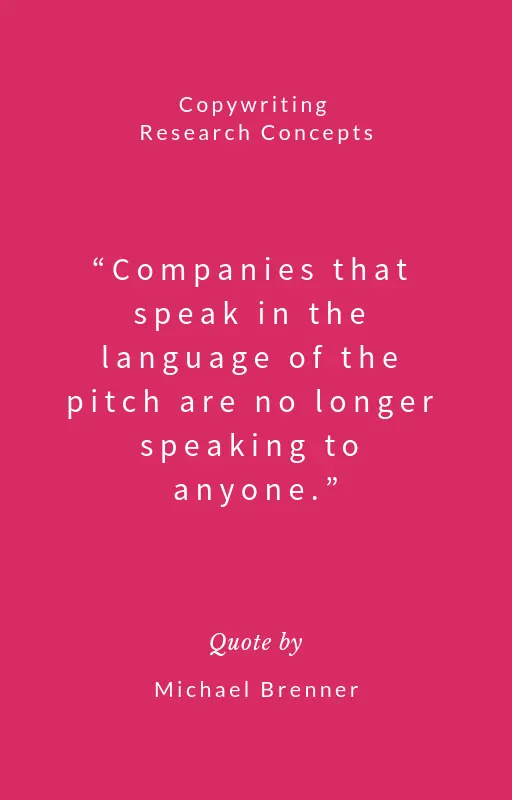 Copywriting
Research Concepts
“Companies that
speak in the
language of the
pitch are no longer
speaking to
anyone.”
Quote by
Michael Brenner